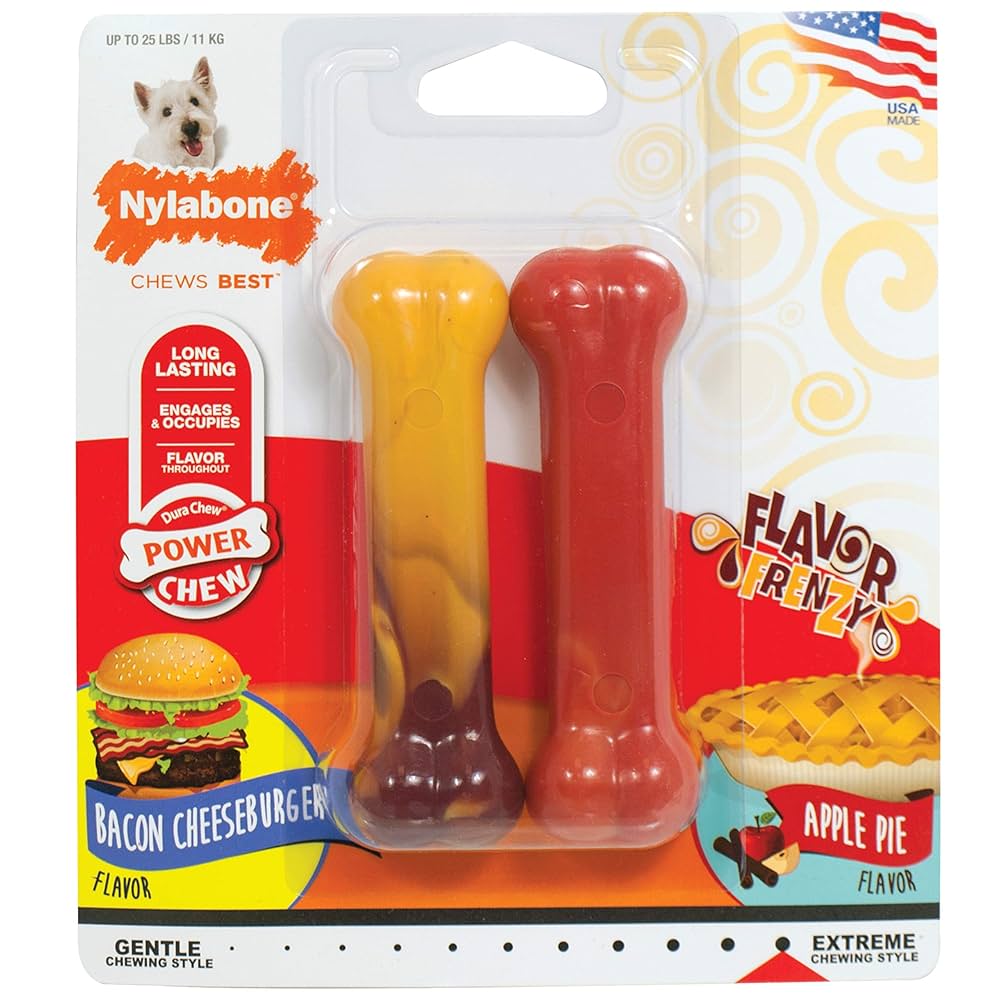 UP TO 25 LBS / 11 KG
USA
MADE
Nylabone®
CHEWS BEST™
LONG
LASTING
ENGAGES
& OCCUPIES
FLAVOR
THROUGHOUT
Dura Chew®
POWER
CHEW
FLAVOR
FRENZY
BACON CHEESEBURGER
FLAVOR
APPLE PIE
FLAVOR
GENTLE
CHEWING STYLE
EXTREME
CHEWING STYLE